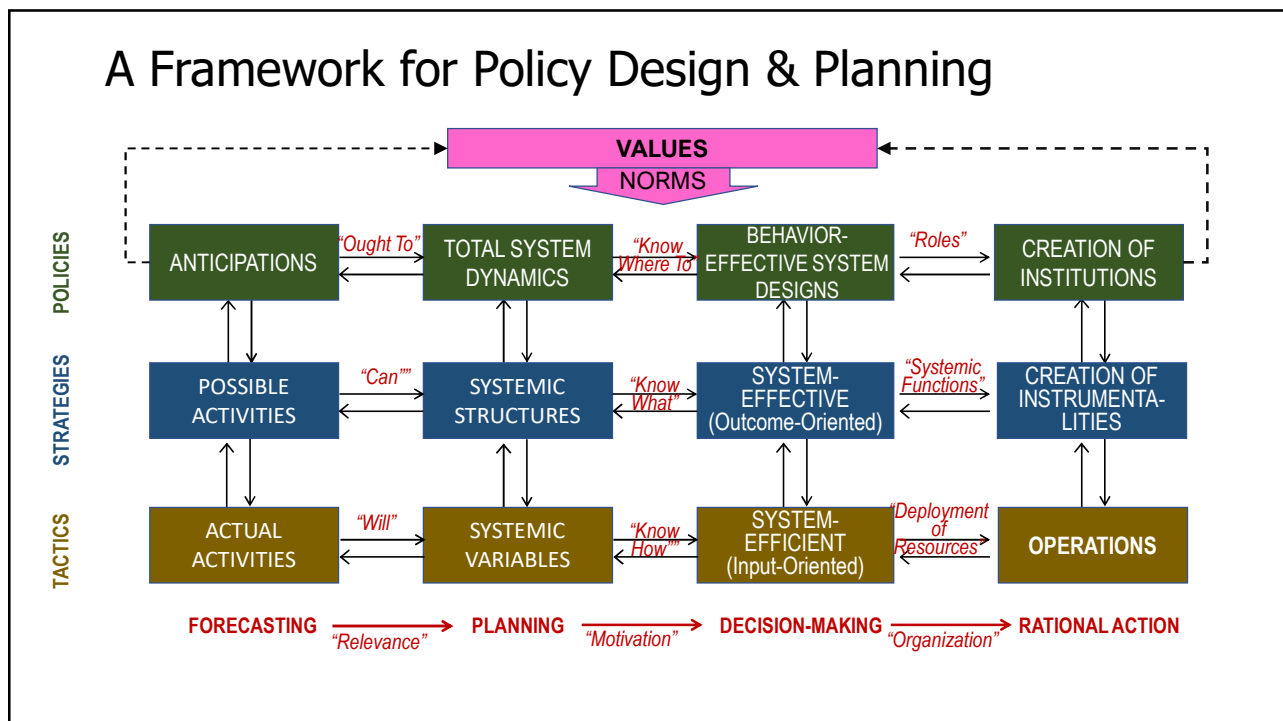 A Framework for Policy Design & Planning
VALUES
NORMS
POLICIES
ANTICIPATIONS
“Ought To”
TOTAL SYSTEM
DYNAMICS
“Know
Where To”
BEHAVIOR-
EFFECTIVE SYSTEM
DESIGNS
“Roles”
CREATION OF
INSTITUTIONS
STRATEGIES
POSSIBLE
ACTIVITIES
“Can””
SYSTEMIC
STRUCTURES
“Know
What”
SYSTEM-
EFFECTIVE
(Outcome-Oriented)
“Systemic
Functions”
CREATION OF
INSTRUMENTA-
LITIES
TACTICS
ACTUAL
ACTIVITIES
“Will”
SYSTEMIC
VARIABLES
“Know
How””
SYSTEM-
EFFICIENT
(Input-Oriented)
“Deployment
of
Resources”
OPERATIONS
FORECASTING
“Relevance”
PLANNING
“Motivation”
DECISION-MAKING
“Organization”
RATIONAL ACTION